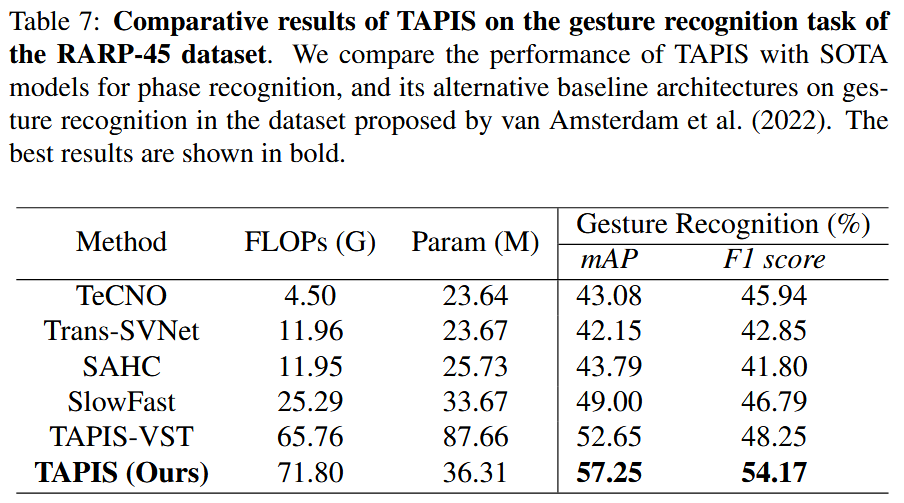 Table 7: Comparative results of TAPIS on the gesture recognition task of
the RARP-45 dataset. We compare the performance of TAPIS with SOTA
models for phase recognition, and its alternative baseline architectures on ges-
ture recognition in the dataset proposed by van Amsterdam et al. (2022). The
best results are shown in bold.
Method FLOPs (G) Param (M) Gesture Recognition (%)
mAP F1 score
TeCNO 4.50 23.64 43.08 45.94
Trans-SVNet 11.96 23.67 42.15 42.85
SAHC 11.95 25.73 43.79 41.80
SlowFast 25.29 33.67 49.00 46.79
TAPIS-VST 65.76 87.66 52.65 48.25
TAPIS (Ours) 71.80 36.31 57.25 54.17